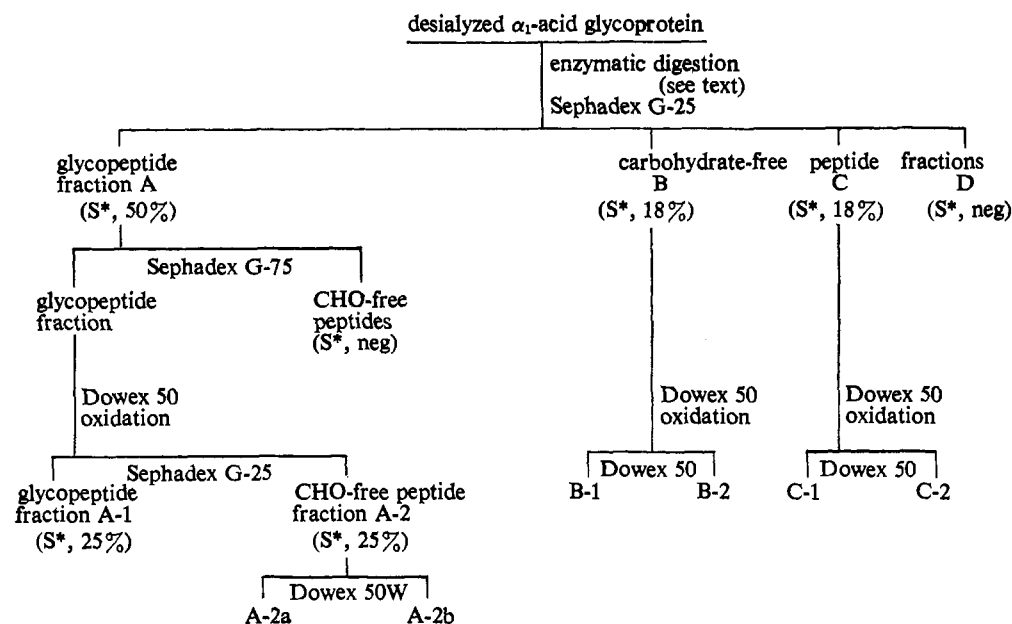 desialyzed α₁-acid glycoprotein
enzymatic digestion
(see text)
Sephadex G-25
glycopeptide
fraction A
(S*, 50%)
carbohydrate-free peptide fractions
B C D
(S*, 18%) (S*, 18%) (S*, neg)
Sephadex G-75
glycopeptide
fraction
CHO-free
peptides
(S*, neg)
Dowex 50
oxidation
Dowex 50
oxidation
Dowex 50
oxidation
Sephadex G-25
glycopeptide
fraction A-1
(S*, 25%)
CHO-free peptide
fraction A-2
(S*, 25%)
Dowex 50W
A-2a A-2b
Dowex 50
B-1 B-2
Dowex 50
C-1 C-2